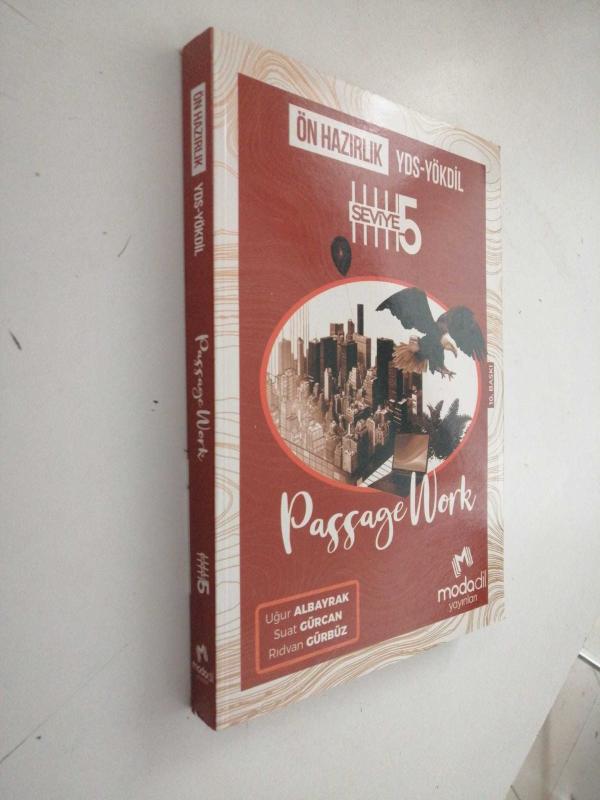 ÖN HAZIRLIK YDS-YÖKDİL
SEVİYE 5
10. BASKI
Passage Work
Uğur ALBAYRAK
Suat GÜRCAN
Rıdvan GÜRBÜZ
M
modadil
yayınları
ÖN HAZIRLIK YDS-YÖKDİL
Passage Work
5
M
modadil